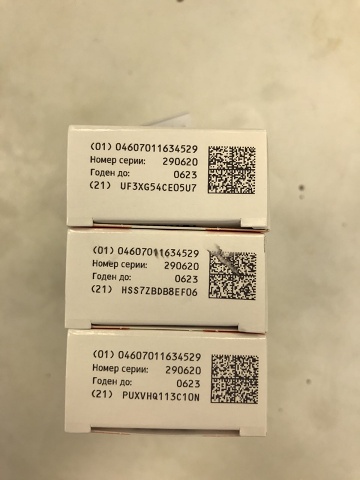 (01) 04607011634529
Номер серии: 290620
Годен до: 0623
(21) UF3XG54CEO5U7
(01) 04607011634529
Номер серии: 290620
Годен до: 0623
(21) HSS7ZBDB8EF06
(01) 04607011634529
Номер серии: 290620
Годен до: 0623
(21) PUXVHQ113C10N